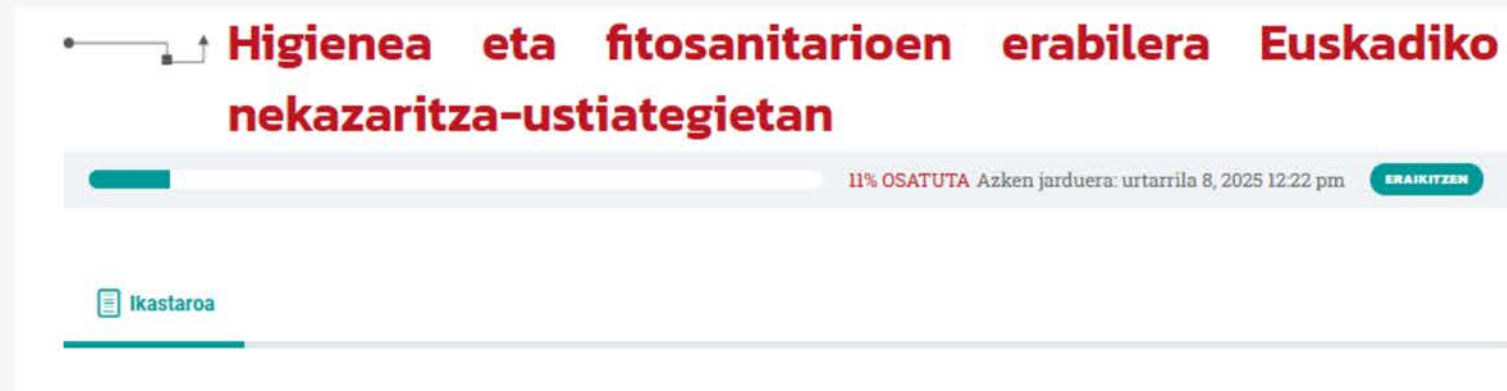 Higienea eta fitosanitarioen erabilera Euskadiko
nekazaritza-ustiategietan
11% OSATUTA Azken jarduera: urtarrila 8, 2025 12:22 pm ERAIKITZEN
Ikastaroa